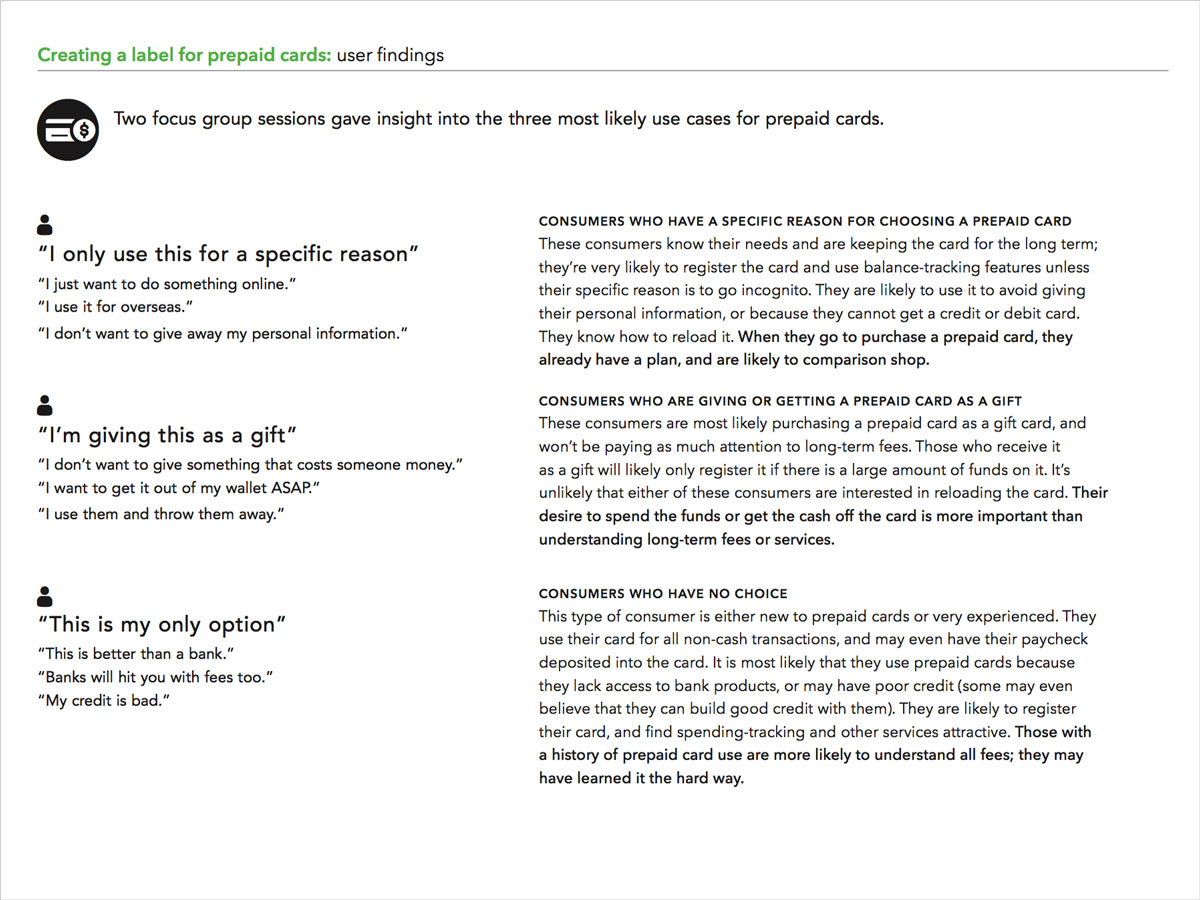 Creating a label for prepaid cards: user findings
$
Two focus group sessions gave insight into the three most likely use cases for prepaid cards.
“I only use this for a specific reason”
“I just want to do something online.”
“I use it for overseas.”
“I don’t want to give away my personal information.”
CONSUMERS WHO HAVE A SPECIFIC REASON FOR CHOOSING A PREPAID CARD
These consumers know their needs and are keeping the card for the long term;
they’re very likely to register the card and use balance-tracking features unless
their specific reason is to go incognito. They are likely to use it to avoid giving
their personal information, or because they cannot get a credit or debit card.
They know how to reload it. When they go to purchase a prepaid card, they
already have a plan, and are likely to comparison shop.
“I’m giving this as a gift”
“I don’t want to give something that costs someone money.”
“I want to get it out of my wallet ASAP.”
“I use them and throw them away.”
CONSUMERS WHO ARE GIVING OR GETTING A PREPAID CARD AS A GIFT
These consumers are most likely purchasing a prepaid card as a gift card, and
won’t be paying as much attention to long-term fees. Those who receive it
as a gift will likely only register it if there is a large amount of funds on it. It’s
unlikely that either of these consumers are interested in reloading the card. Their
desire to spend the funds or get the cash off the card is more important than
understanding long-term fees or services.
“This is my only option”
“This is better than a bank.”
“Banks will hit you with fees too.”
“My credit is bad.”
CONSUMERS WHO HAVE NO CHOICE
This type of consumer is either new to prepaid cards or very experienced. They
use their card for all non-cash transactions, and may even have their paycheck
deposited into the card. It is most likely that they use prepaid cards because
they lack access to bank products, or may have poor credit (some may even
believe that they can build good credit with them). They are likely to register
their card, and find spending-tracking and other services attractive. Those with
a history of prepaid card use are more likely to understand all fees; they may
have learned it the hard way.